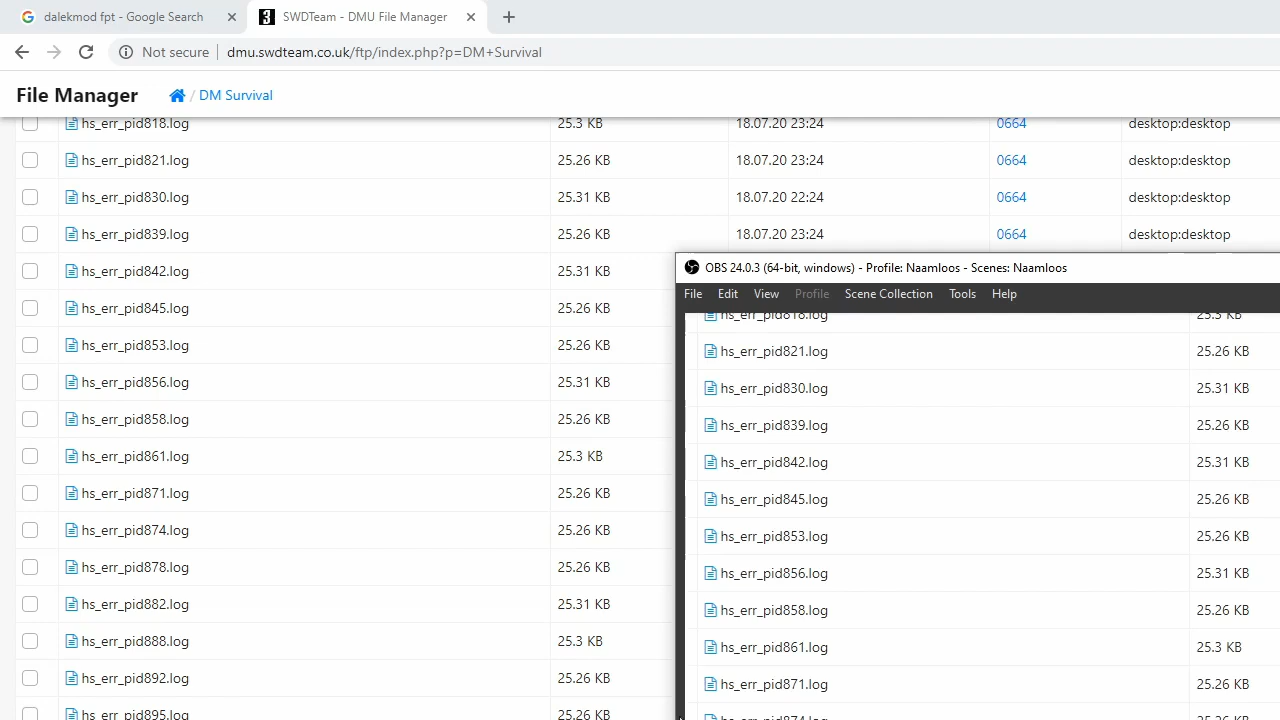 dalekmod fpt - Google Search
SWDTeam - DMU File Manager
Not secure
dmu.swdteam.co.uk/ftp/index.php?p=DM+Survival
File Manager / DM Survival
hs_err_pid818.log 25.3 KB 18.07.20 23:24 0664 desktop:desktop
hs_err_pid821.log 25.26 KB 18.07.20 23:24 0664 desktop:desktop
hs_err_pid830.log 25.31 KB 18.07.20 22:24 0664 desktop:desktop
hs_err_pid839.log 25.26 KB 18.07.20 23:24 0664 desktop:desktop
hs_err_pid842.log 25.31 KB
hs_err_pid845.log 25.26 KB
hs_err_pid853.log 25.26 KB
hs_err_pid856.log 25.31 KB
hs_err_pid858.log 25.26 KB
hs_err_pid861.log 25.3 KB
hs_err_pid871.log 25.26 KB
hs_err_pid874.log 25.26 KB
hs_err_pid878.log 25.26 KB
hs_err_pid882.log 25.31 KB
hs_err_pid888.log 25.3 KB
hs_err_pid892.log 25.26 KB
hs_err_pid895.log 25.26 KB
OBS 24.0.3 (64-bit, windows) - Profile: Naamloos - Scenes: Naamloos
File Edit View Profile Scene Collection Tools Help
hs_err_pid818.log 25.3 KB
hs_err_pid821.log 25.26 KB
hs_err_pid830.log 25.31 KB
hs_err_pid839.log 25.26 KB
hs_err_pid842.log 25.31 KB
hs_err_pid845.log 25.26 KB
hs_err_pid853.log 25.26 KB
hs_err_pid856.log 25.31 KB
hs_err_pid858.log 25.26 KB
hs_err_pid861.log 25.3 KB
hs_err_pid871.log 25.26 KB
hs_err_pid874.log 25.26 KB